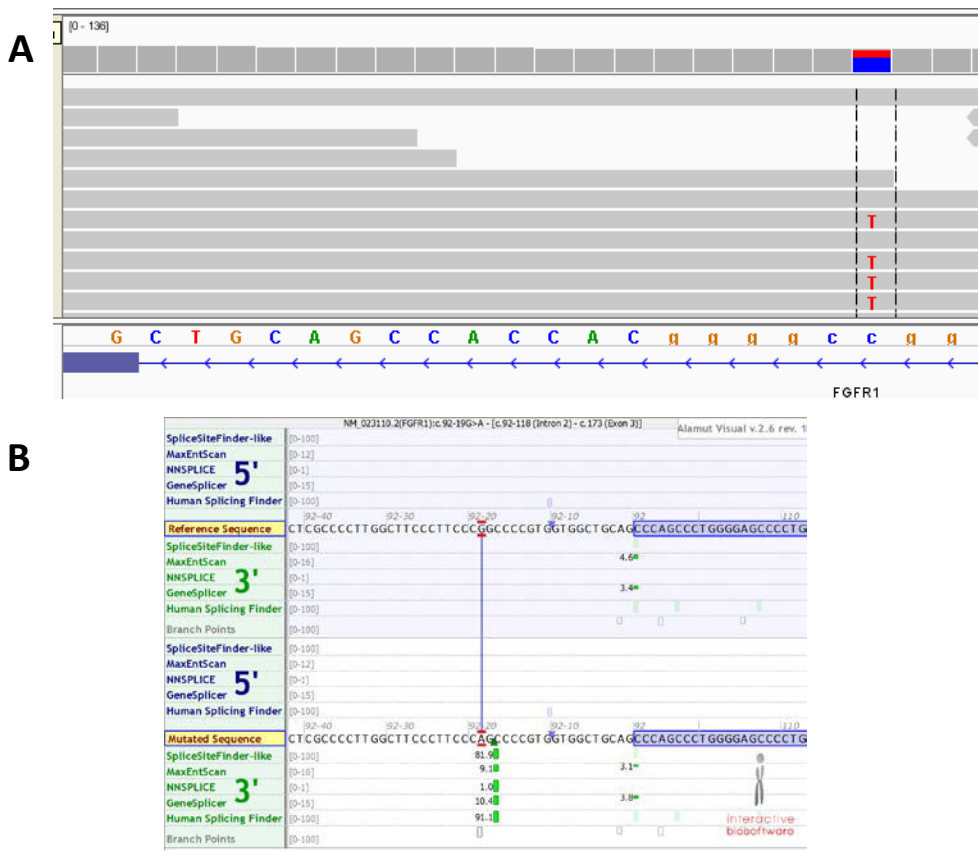 A
[0 - 136]
T
T
T
T
G C T G C A G C C A C C A C g g g g c c g g
FGFR1
B
NM_023110.2(FGFR1):c.92-19G>A - [c.92-118 (Intron 2) - c.173 (Exon 3)]
Alamut Visual v.2.6 rev. 1
SpliceSiteFinder-like [0-100]
MaxEntScan [0-12]
NNSPLICE [0-1]
5'
GeneSplicer [0-15]
Human Splicing Finder [0-100]
92-40 92-30 92-20 92-10 92 110
Reference Sequence CTCGCCCCTTGGCTTCCCTTCCCGGCCCCGTGGTGGCTGCAGCCCAGCCCTGGGGAGCCCCTG
SpliceSiteFinder-like [0-100]
MaxEntScan [0-16] 4.6
NNSPLICE [0-1]
3'
GeneSplicer [0-15] 3.4
Human Splicing Finder [0-100]
Branch Points [0-100]
SpliceSiteFinder-like [0-100]
MaxEntScan [0-12]
NNSPLICE [0-1]
5'
GeneSplicer [0-15]
Human Splicing Finder [0-100]
92-40 92-30 92-20 92-10 92 110
Mutated Sequence CTCGCCCCTTGGCTTCCCTTCCCAGCCCCGTGGTGGCTGCAGCCCAGCCCTGGGGAGCCCCTG
SpliceSiteFinder-like [0-100] 81.9
MaxEntScan [0-16] 9.1 3.1
NNSPLICE [0-1] 1.0
3'
GeneSplicer [0-15] 10.4 3.8
Human Splicing Finder [0-100] 91.1
Branch Points [0-100]
interactive
biosoftware